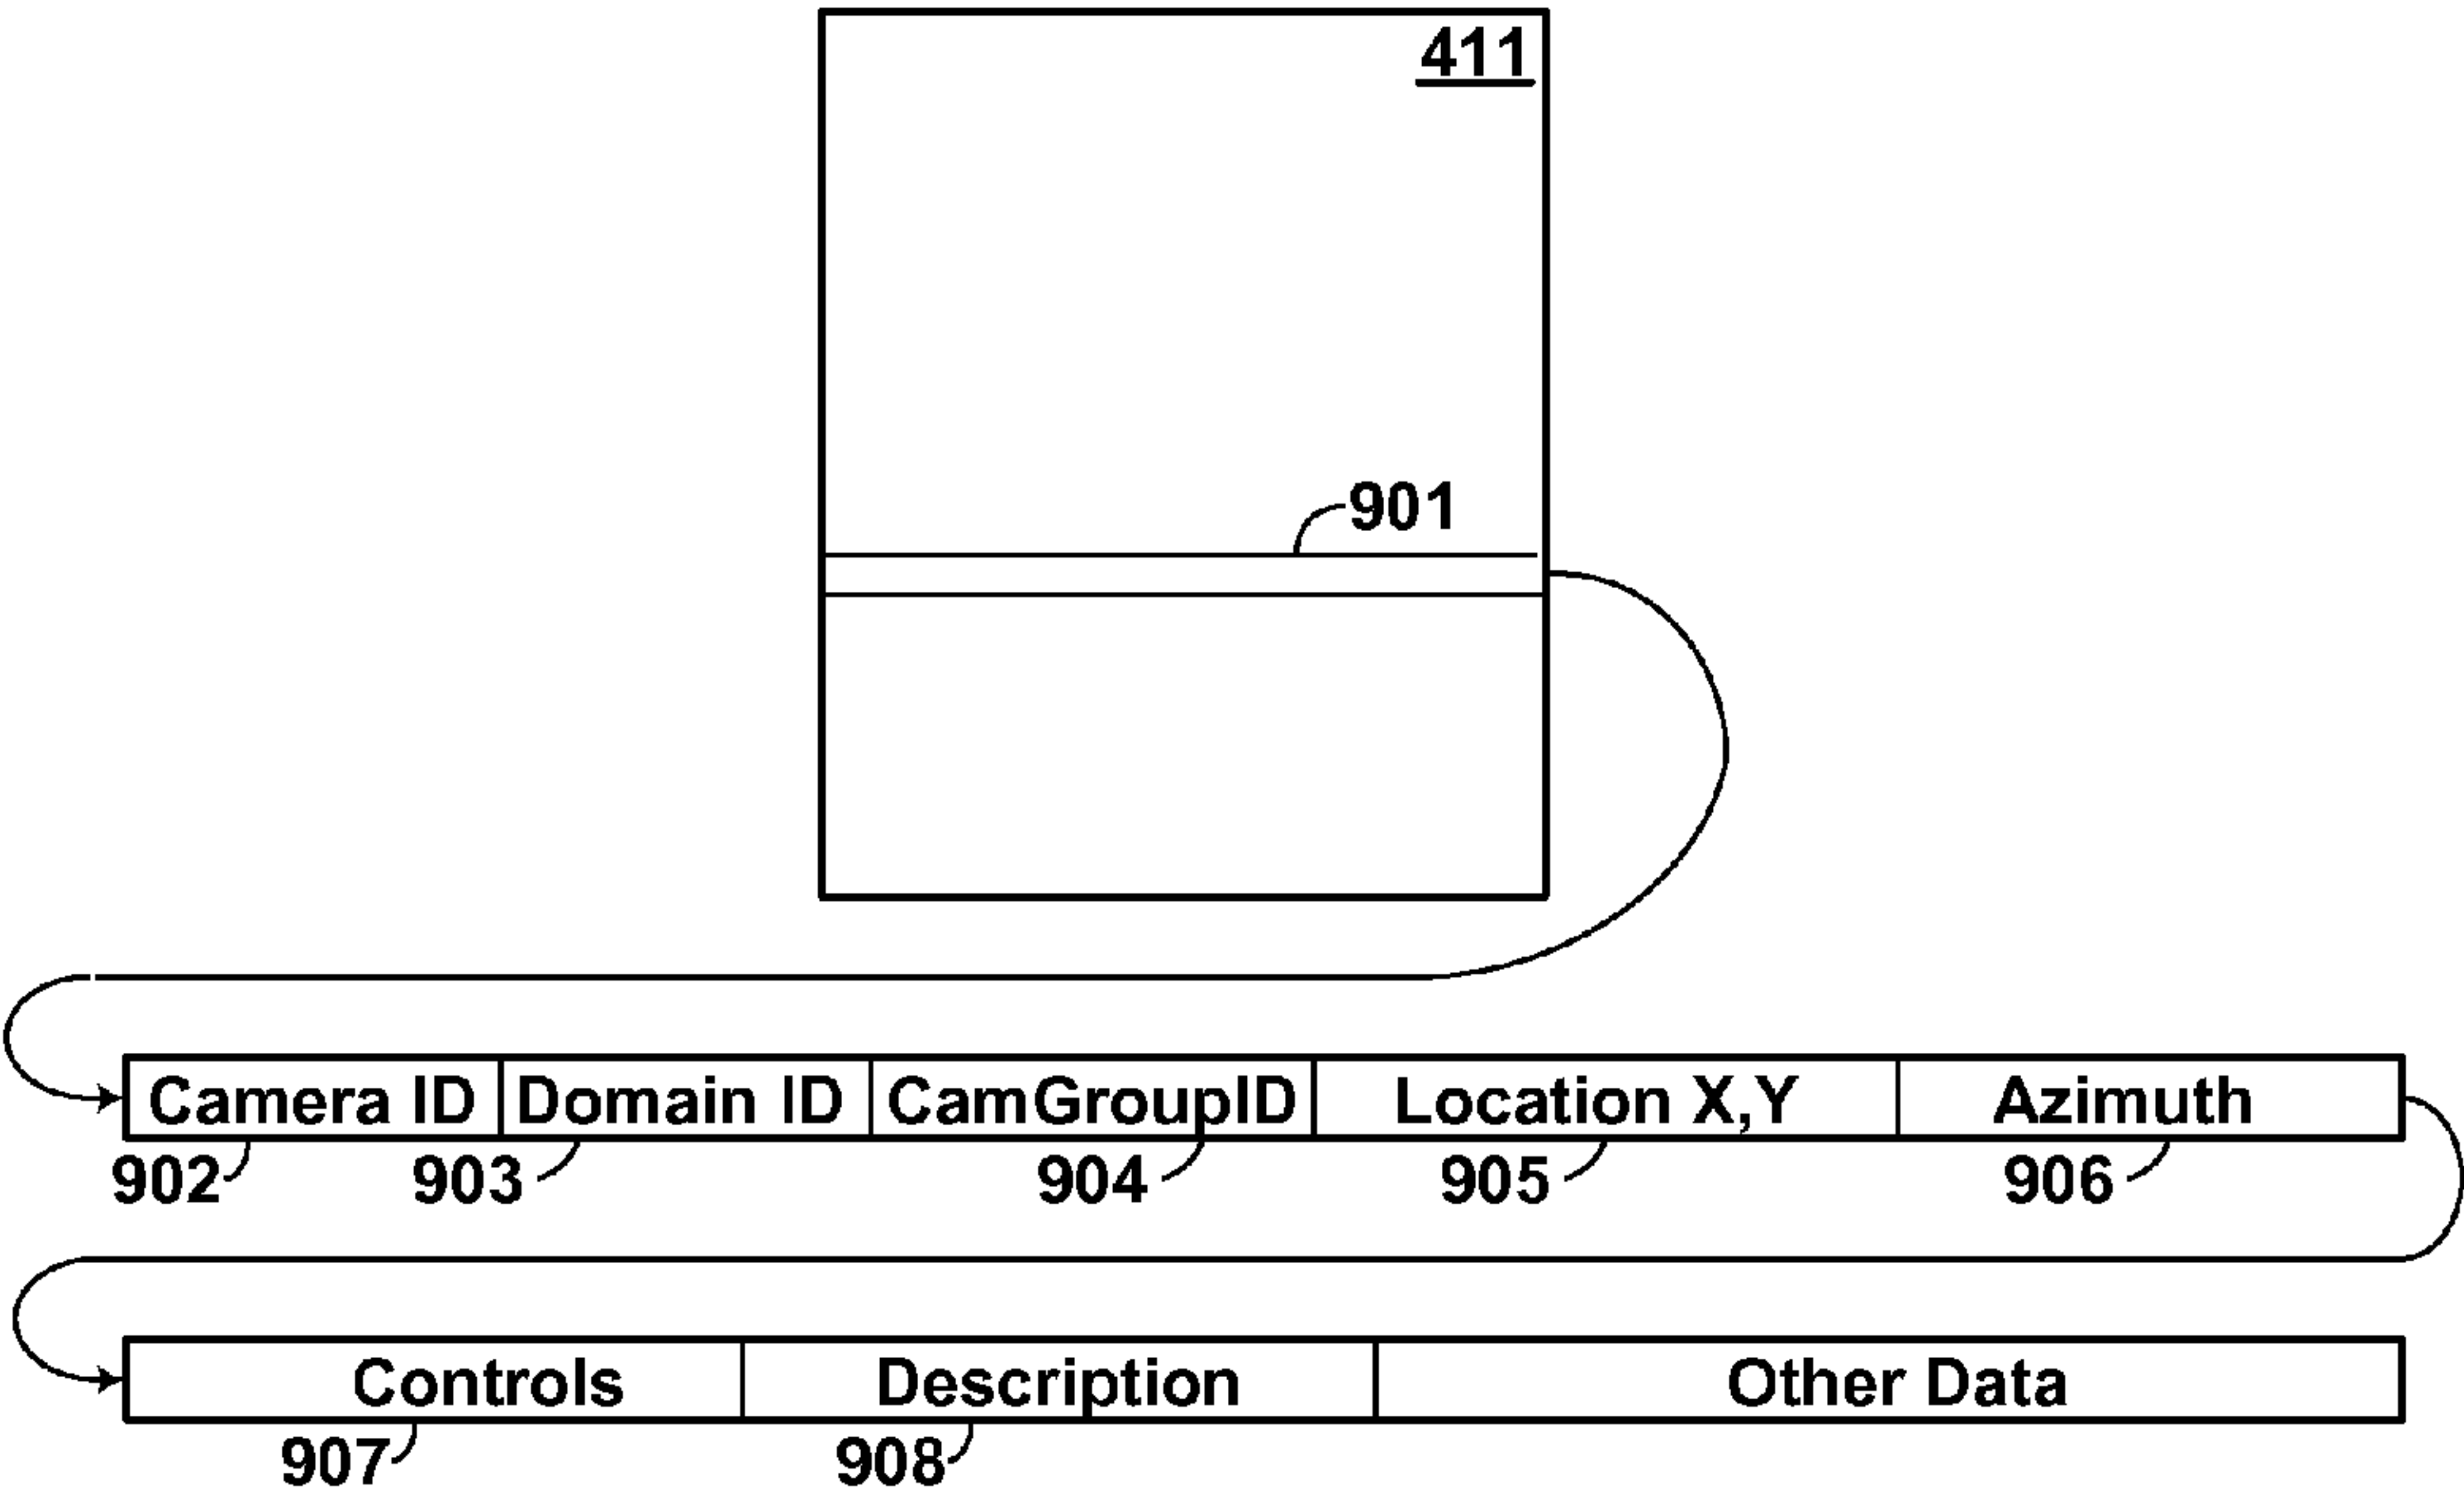 411
901
Camera ID Domain ID CamGroupID Location X,Y Azimuth
902 903 904 905 906
Controls Description Other Data
907 908